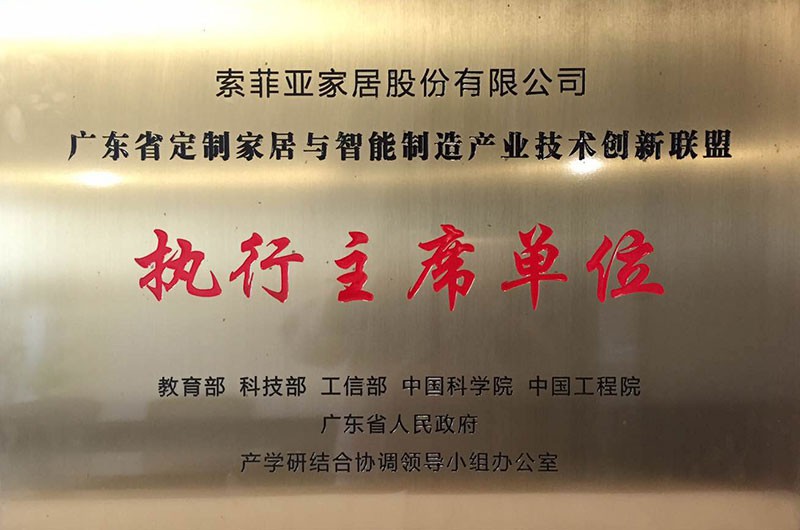 索菲亚家居股份有限公司
广东省定制家居与智能制造产业技术创新联盟
执行主席单位
教育部 科技部 工信部 中国科学院 中国工程院
广东省人民政府
产学研结合协调领导小组办公室